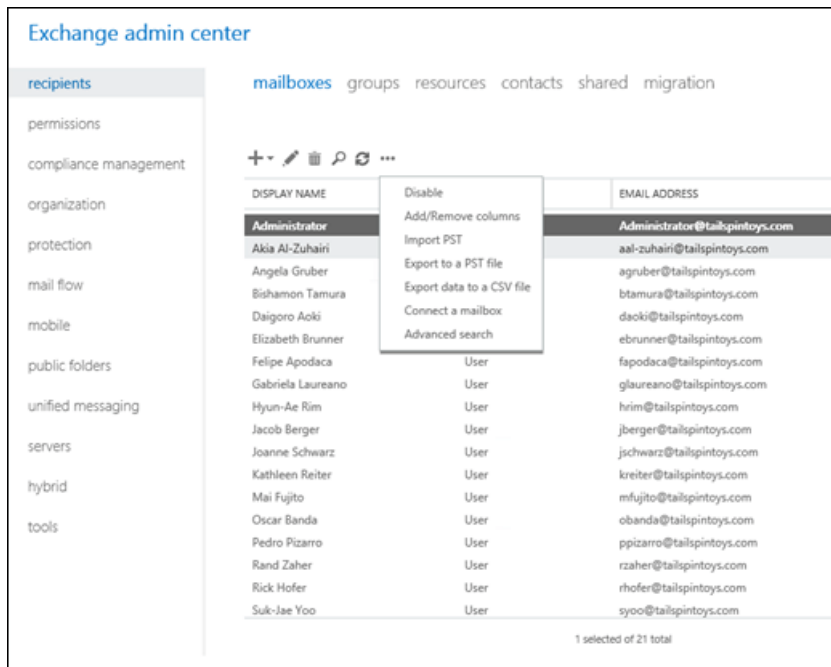 Exchange admin center
recipients
permissions
compliance management
organization
protection
mail flow
mobile
public folders
unified messaging
servers
hybrid
tools
mailboxes groups resources contacts shared migration
DISPLAY NAME EMAIL ADDRESS
Disable
Add/Remove columns
Import PST
Export to a PST file
Export data to a CSV file
Connect a mailbox
Advanced search
Administrator Administrator@tailspintoys.com
Akia Al-Zuhairi aal-zuhairi@tailspintoys.com
Angela Gruber agruber@tailspintoys.com
Bishamon Tamura btamura@tailspintoys.com
Daigoro Aoki daoki@tailspintoys.com
Elizabeth Brunner ebrunner@tailspintoys.com
Felipe Apodaca User fapodaca@tailspintoys.com
Gabriela Laureano User glaureano@tailspintoys.com
Hyun-Ae Rim User hrim@tailspintoys.com
Jacob Berger User jberger@tailspintoys.com
Joanne Schwarz User jschwarz@tailspintoys.com
Kathleen Reiter User kreiter@tailspintoys.com
Mai Fujito User mfujito@tailspintoys.com
Oscar Banda User obanda@tailspintoys.com
Pedro Pizarro User ppizarro@tailspintoys.com
Rand Zaher User rzaher@tailspintoys.com
Rick Hofer User rhofer@tailspintoys.com
Suk-Jae Yoo User syoo@tailspintoys.com
1 selected of 21 total